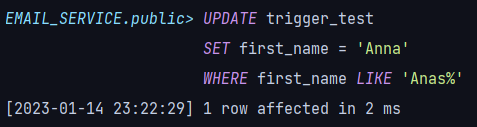 EMAIL_SERVICE.public> UPDATE trigger_test
SET first_name = 'Anna'
WHERE first_name LIKE 'Anas%'
[2023-01-14 23:22:29] 1 row affected in 2 ms